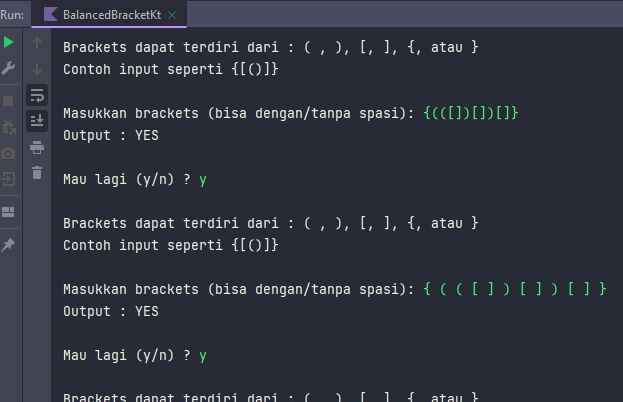 Run: BalancedBracketKt ×
Brackets dapat terdiri dari : ( , ), [, ], {, atau }
Contoh input seperti {[()]}
Masukkan brackets (bisa dengan/tanpa spasi): {(([])[])[]}
Output : YES
Mau lagi (y/n) ? y
Brackets dapat terdiri dari : ( , ), [, ], {, atau }
Contoh input seperti {[()]}
Masukkan brackets (bisa dengan/tanpa spasi): { ( ( [ ] ) [ ] ) [ ] }
Output : YES
Mau lagi (y/n) ? y
Brackets dapat terdiri dari : ( , ), [, ], {, atau }